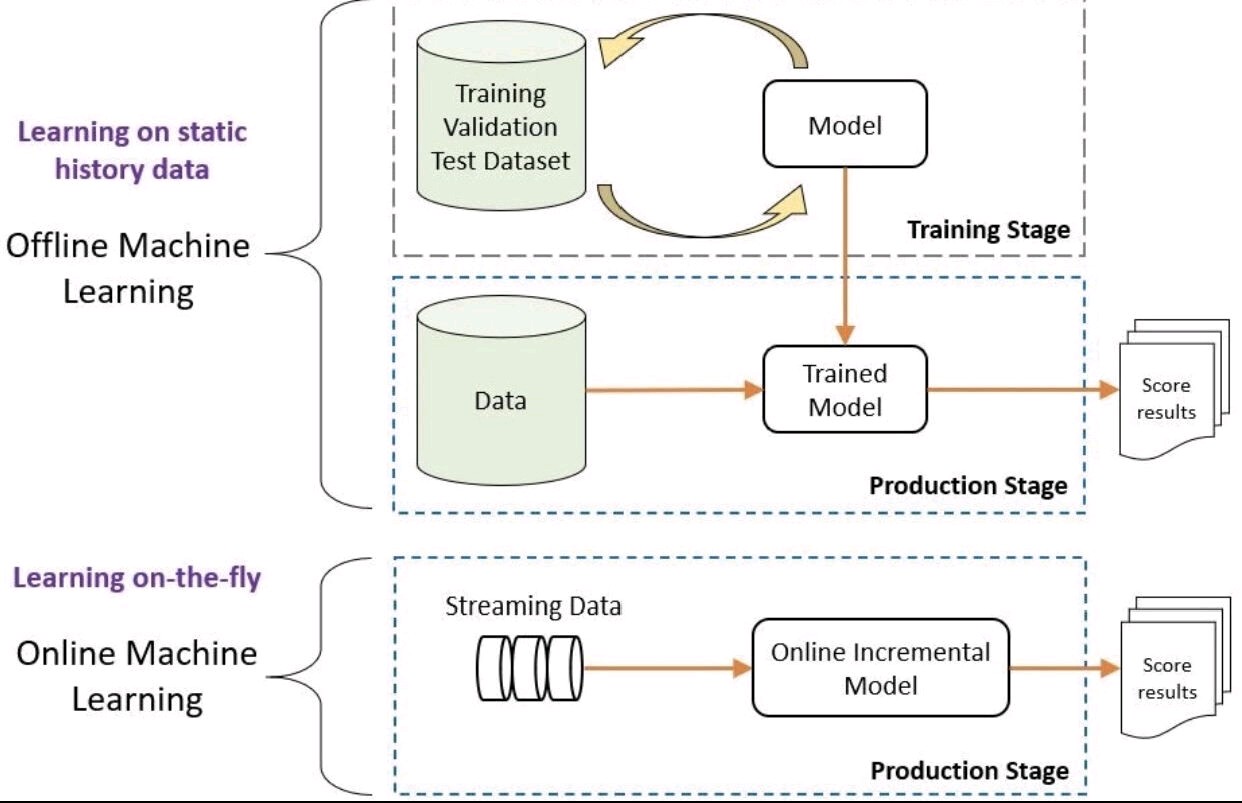 Learning on static
history data
Offline Machine
Learning
Training
Validation
Test Dataset
Model
Training Stage
Data
Trained
Model
Score
results
Production Stage
Learning on-the-fly
Online Machine
Learning
Streaming Data
Online Incremental
Model
Score
results
Production Stage